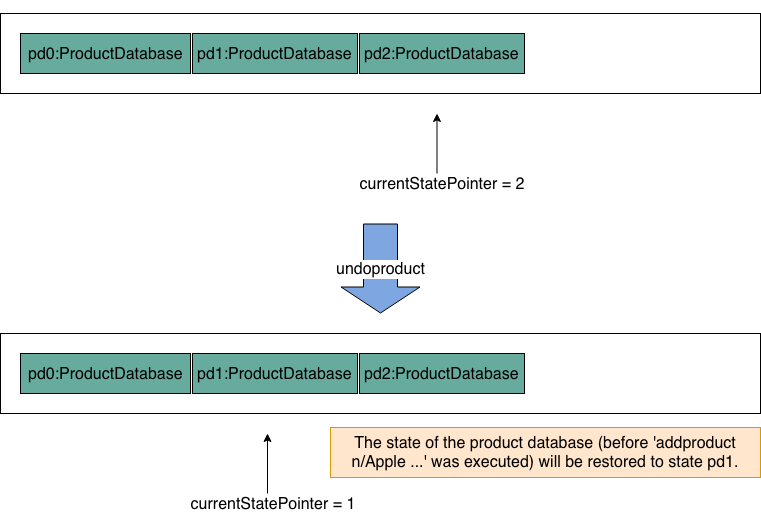 pd0:ProductDatabase pd1:ProductDatabase pd2:ProductDatabase
currentStatePointer = 2
undoproduct
pd0:ProductDatabase pd1:ProductDatabase pd2:ProductDatabase
The state of the product database (before 'addproduct
n/Apple ...' was executed) will be restored to state pd1.
currentStatePointer = 1